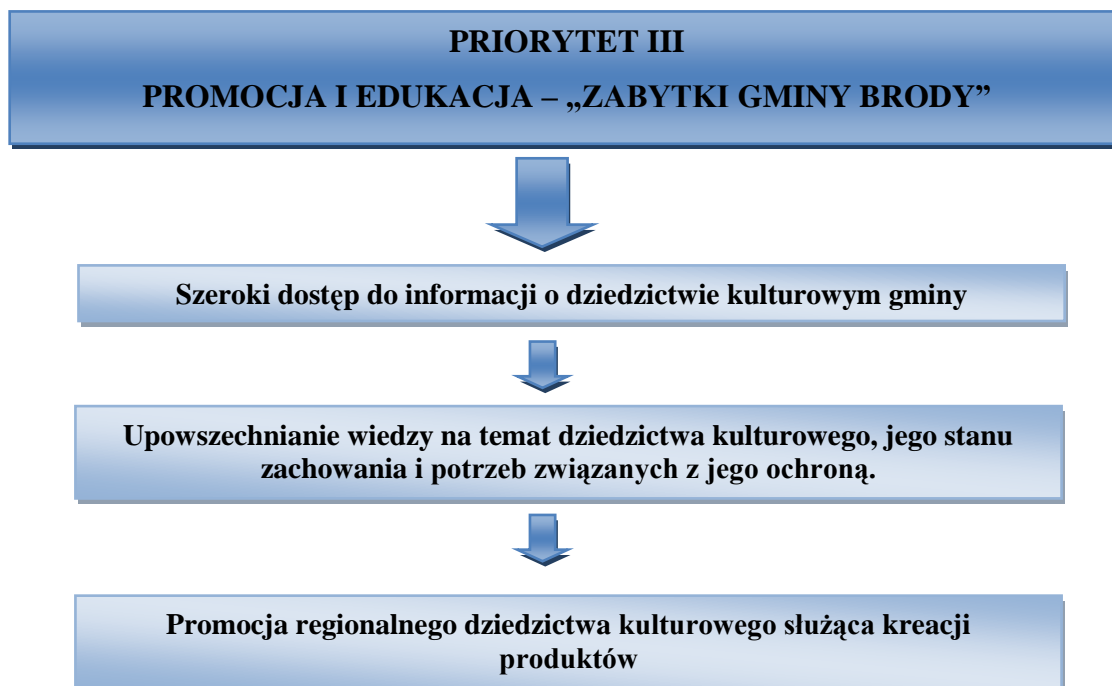 PRIORYTET III
PROMOCJA I EDUKACJA – „ZABYTKI GMINY BRODY”
Szeroki dostęp do informacji o dziedzictwie kulturowym gminy
Upowszechnianie wiedzy na temat dziedzictwa kulturowego, jego stanu
zachowania i potrzeb związanych z jego ochroną.
Promocja regionalnego dziedzictwa kulturowego służąca kreacji
produktów